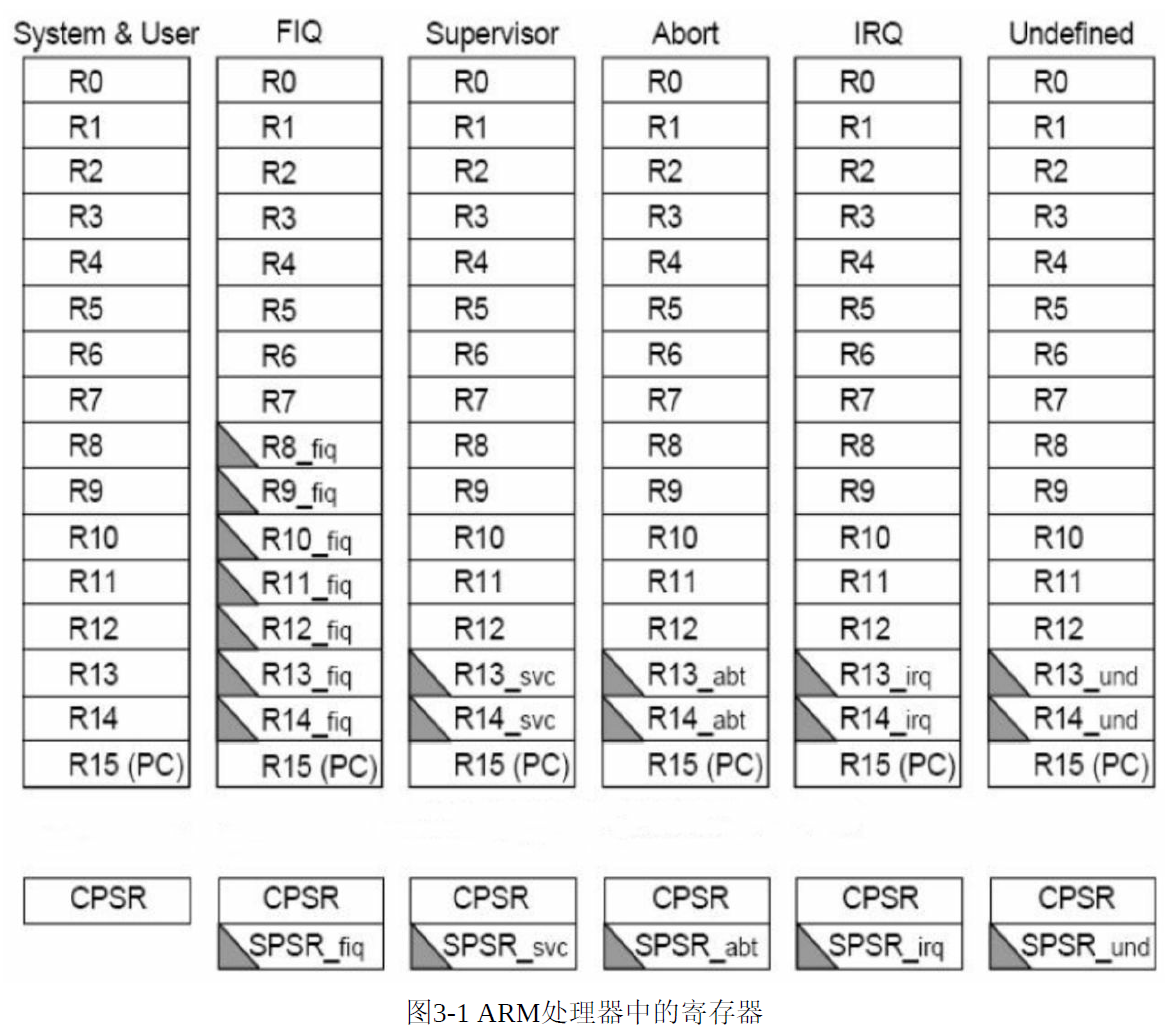 System & User FIQ Supervisor Abort IRQ Undefined
R0 R0 R0 R0 R0 R0
R1 R1 R1 R1 R1 R1
R2 R2 R2 R2 R2 R2
R3 R3 R3 R3 R3 R3
R4 R4 R4 R4 R4 R4
R5 R5 R5 R5 R5 R5
R6 R6 R6 R6 R6 R6
R7 R7 R7 R7 R7 R7
R8 R8_fiq R8 R8 R8 R8
R9 R9_fiq R9 R9 R9 R9
R10 R10_fiq R10 R10 R10 R10
R11 R11_fiq R11 R11 R11 R11
R12 R12_fiq R12 R12 R12 R12
R13 R13_fiq R13_svc R13_abt R13_irq R13_und
R14 R14_fiq R14_svc R14_abt R14_irq R14_und
R15 (PC) R15 (PC) R15 (PC) R15 (PC) R15 (PC) R15 (PC)
CPSR CPSR CPSR CPSR CPSR CPSR
SPSR_fiq SPSR_svc SPSR_abt SPSR_irq SPSR_und
图3-1 ARM处理器中的寄存器